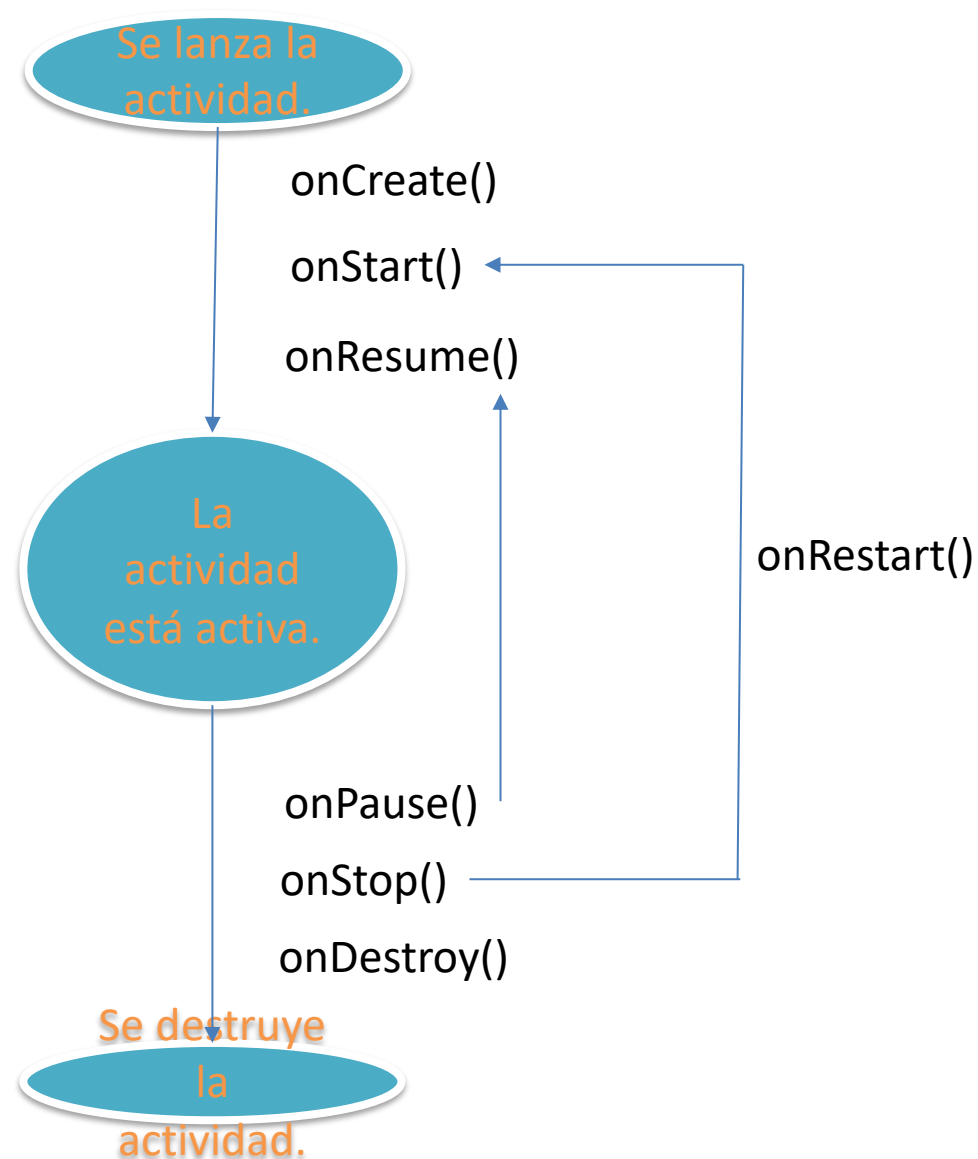 Se lanza la
actividad.
onCreate()
onStart()
onResume()
La
actividad
está activa.
onRestart()
onPause()
onStop()
onDestroy()
Se destruye
la
actividad.